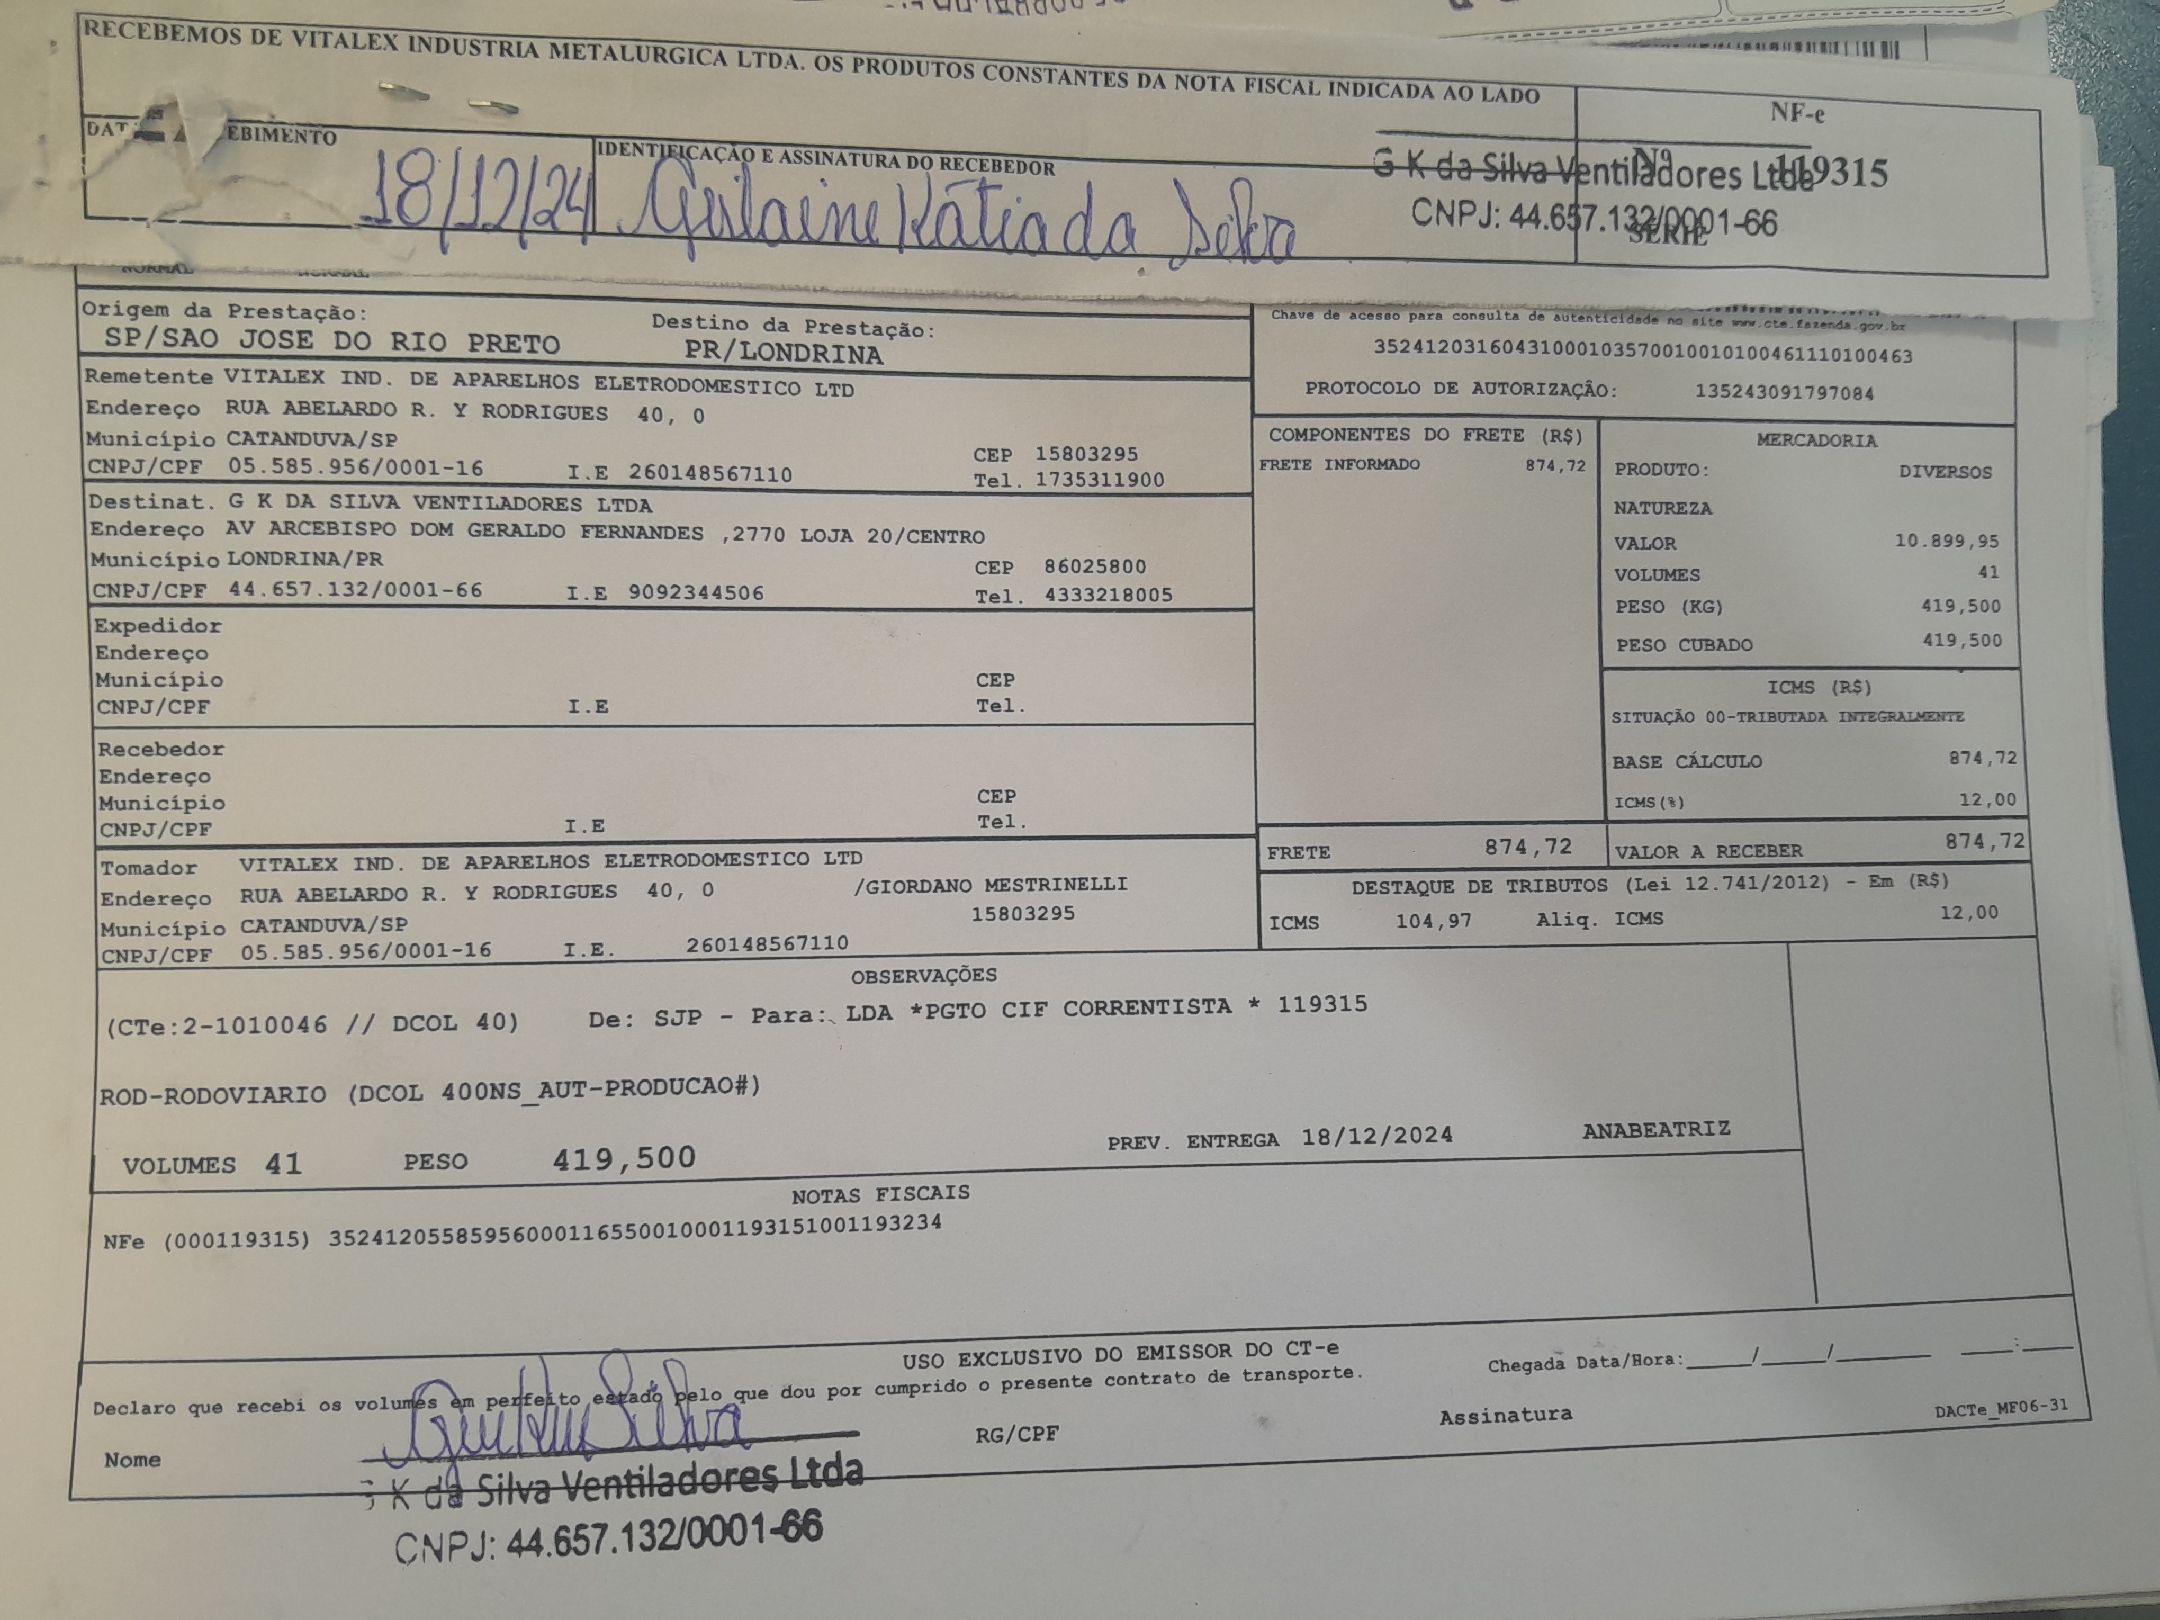 RECEBEMOS DE VITALEX INDUSTRIA METALURGICA LTDA. OS PRODUTOS CONSTANTES DA NOTA FISCAL INDICADA AO LADO
NF-e
Nº 119315
SERIE
EBIMENTO
18/12/24
IDENTIFICAÇÃO E ASSINATURA DO RECEBEDOR
Geilaine Kátia da Silva
G K da Silva Ventiladores Ltda
CNPJ: 44.657.132/0001-66
NORMAL NORMAL
Origem da Prestação:
SP/SAO JOSE DO RIO PRETO
Destino da Prestação:
PR/LONDRINA
Chave de acesso para consulta de autenticidade no site www.cte.fazenda.gov.br
35241203160431000103570010010100461110100463
PROTOCOLO DE AUTORIZAÇÃO: 135243091797084
Remetente VITALEX IND. DE APARELHOS ELETRODOMESTICO LTD
Endereço RUA ABELARDO R. Y RODRIGUES 40, 0
Município CATANDUVA/SP CEP 15803295
CNPJ/CPF 05.585.956/0001-16 I.E 260148567110 Tel. 1735311900
Destinat. G K DA SILVA VENTILADORES LTDA
Endereço AV ARCEBISPO DOM GERALDO FERNANDES ,2770 LOJA 20/CENTRO
Município LONDRINA/PR CEP 86025800
CNPJ/CPF 44.657.132/0001-66 I.E 9092344506 Tel. 4333218005
Expedidor
Endereço
Município CEP
CNPJ/CPF I.E Tel.
Recebedor
Endereço
Município CEP
CNPJ/CPF I.E Tel.
Tomador VITALEX IND. DE APARELHOS ELETRODOMESTICO LTD
Endereço RUA ABELARDO R. Y RODRIGUES 40, 0 /GIORDANO MESTRINELLI
Município CATANDUVA/SP 15803295
CNPJ/CPF 05.585.956/0001-16 I.E. 260148567110
COMPONENTES DO FRETE (R$)
FRETE INFORMADO 874,72
MERCADORIA
PRODUTO: DIVERSOS
NATUREZA
VALOR 10.899,95
VOLUMES 41
PESO (KG) 419,500
PESO CUBADO 419,500
ICMS (R$)
SITUAÇÃO 00-TRIBUTADA INTEGRALMENTE
BASE CÁLCULO 874,72
ICMS(%) 12,00
FRETE 874,72 VALOR A RECEBER 874,72
DESTAQUE DE TRIBUTOS (Lei 12.741/2012) - Em (R$)
ICMS 104,97 Aliq. ICMS 12,00
OBSERVAÇÕES
(CTe:2-1010046 // DCOL 40) De: SJP - Para: LDA *PGTO CIF CORRENTISTA * 119315
ROD-RODOVIARIO (DCOL 400NS_AUT-PRODUCAO#)
VOLUMES 41 PESO 419,500 PREV. ENTREGA 18/12/2024 ANABEATRIZ
NOTAS FISCAIS
NFe (000119315) 35241205585956000116550010001193151001193234
USO EXCLUSIVO DO EMISSOR DO CT-e
Declaro que recebi os volumes em perfeito estado pelo que dou por cumprido o presente contrato de transporte.
Chegada Data/Hora:_____/_____/_______ ____:____
Nome RG/CPF Assinatura DACTe_MF06-31
K da Silva Ventiladores Ltda
CNPJ: 44.657.132/0001-66